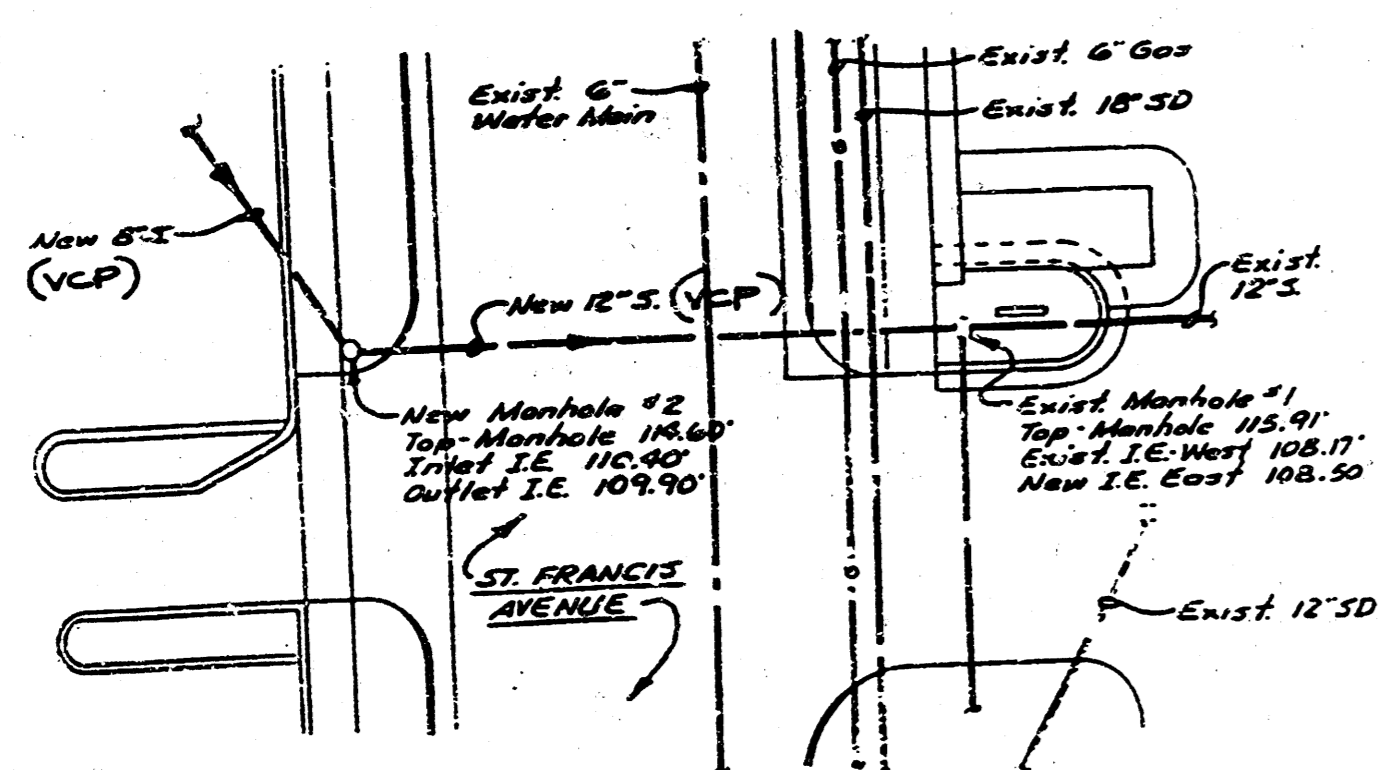 Exist. 6" Gas
Exist. 6"
Water Main
Exist. 18" SD
G
New 8" S.
(VCP)
New 12" S. (VCP)
Exist.
12" S.
New Manhole #2
Top-Manhole 114.60'
Inlet I.E. 110.40'
Outlet I.E. 109.90'
Exist. Manhole #1
Top-Manhole 115.91'
Exist. I.E. West 108.17'
New I.E. East 108.50
G
ST. FRANCIS
AVENUE
Exist. 12" SD